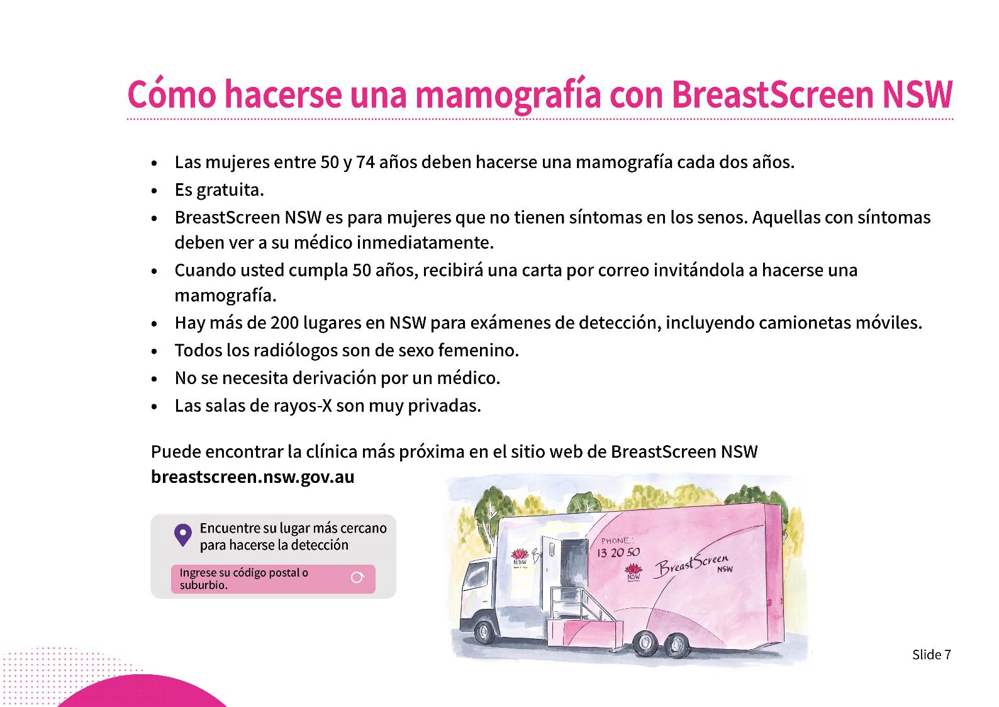 Cómo hacerse una mamografía con BreastScreen NSW
• Las mujeres entre 50 y 74 años deben hacerse una mamografía cada dos años.
• Es gratuita.
• BreastScreen NSW es para mujeres que no tienen síntomas en los senos. Aquellas con síntomas
deben ver a su médico inmediatamente.
• Cuando usted cumpla 50 años, recibirá una carta por correo invitándola a hacerse una
mamografía.
• Hay más de 200 lugares en NSW para exámenes de detección, incluyendo camionetas móviles.
• Todos los radiólogos son de sexo femenino.
• No se necesita derivación por un médico.
• Las salas de rayos-X son muy privadas.
Puede encontrar la clínica más próxima en el sitio web de BreastScreen NSW
breastscreen.nsw.gov.au
Encuentre su lugar más cercano
para hacerse la detección
Ingrese su código postal o
suburbio.
PHONE:
13 20 50
NSW
Br
NSW
BreastScreen
NSW
Slide 7